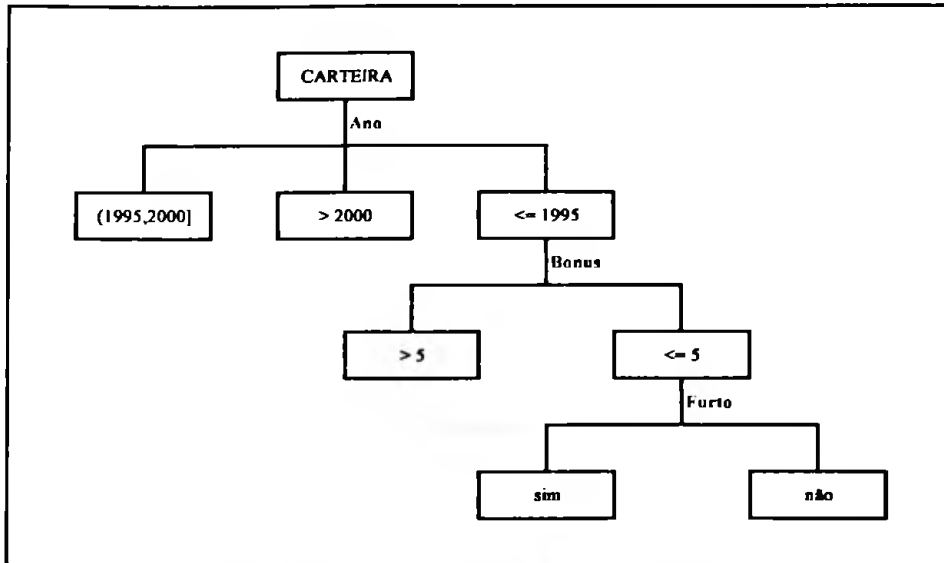 CARTEIRA
Ano
(1995,2000]
> 2000
<= 1995
Bonus
> 5
<= 5
Furto
sim
não